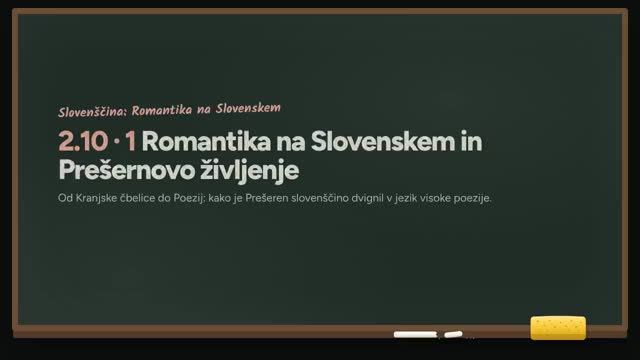 Slovenščina: Romantika na Slovenskem
2.10 · 1 Romantika na Slovenskem in
Prešernovo življenje
Od Kranjske čbelice do Poezij: kako je Prešeren slovenščino dvignil v jezik visoke poezije.